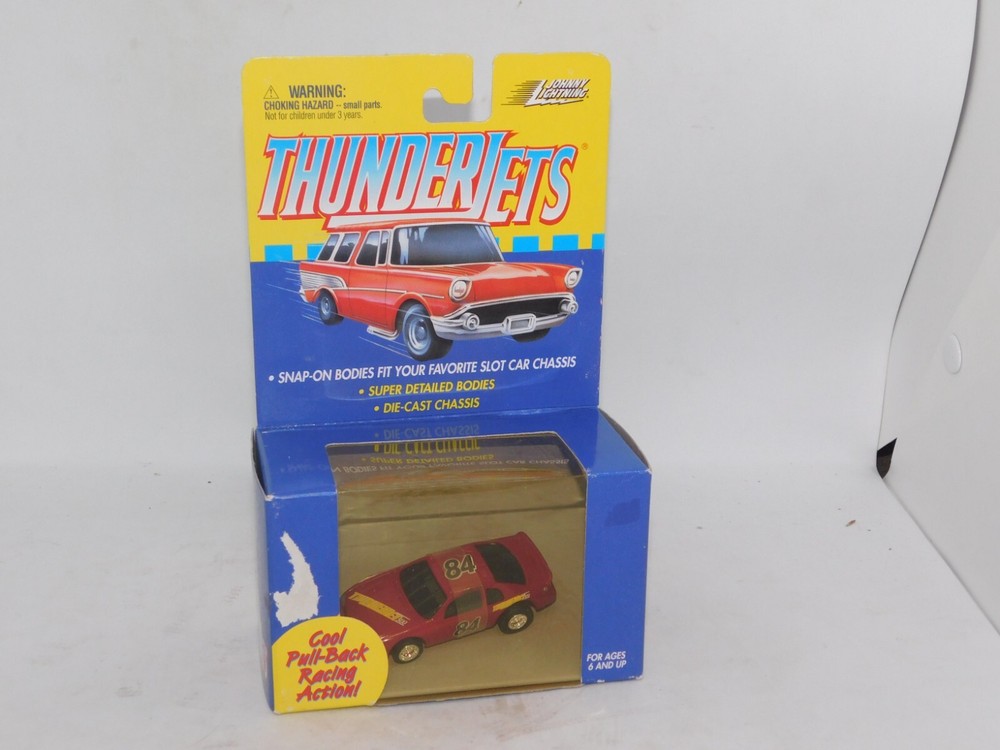 WARNING:
CHOKING HAZARD -- small parts.
Not for children under 3 years.
JOHNNY
LIGHTNING
THUNDERJETS®
• SNAP-ON BODIES FIT YOUR FAVORITE SLOT CAR CHASSIS
• SUPER DETAILED BODIES
• DIE-CAST CHASSIS
84
84
Cool
Pull-Back
Racing
Action!
FOR AGES
6 AND UP